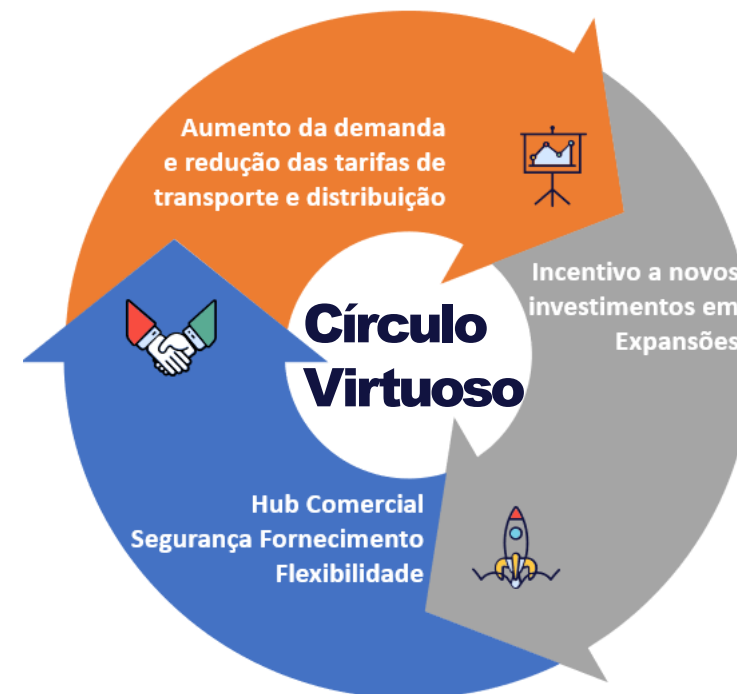 Aumento da demanda
e redução das tarifas de
transporte e distribuição
Incentivo a novos
investimentos em
Expansões
Círculo
Virtuoso
Hub Comercial
Segurança Fornecimento
Flexibilidade